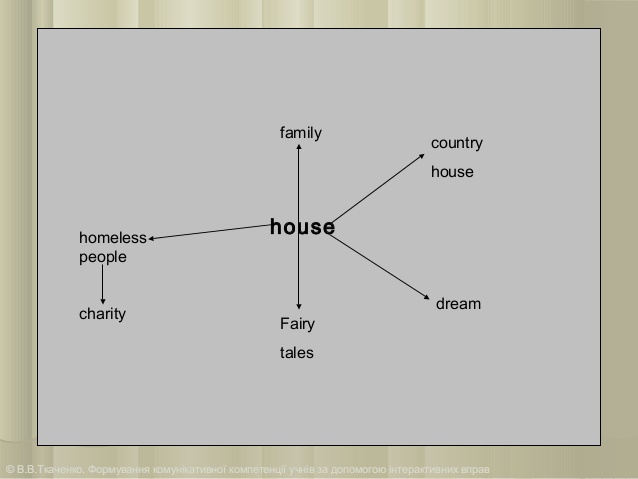 family
country
house
house
homeless
people
charity
dream
Fairy
tales
© В.В.Ткаченко. Формування комунікативної компетенції учнів за допомогою інтерактивних вправ